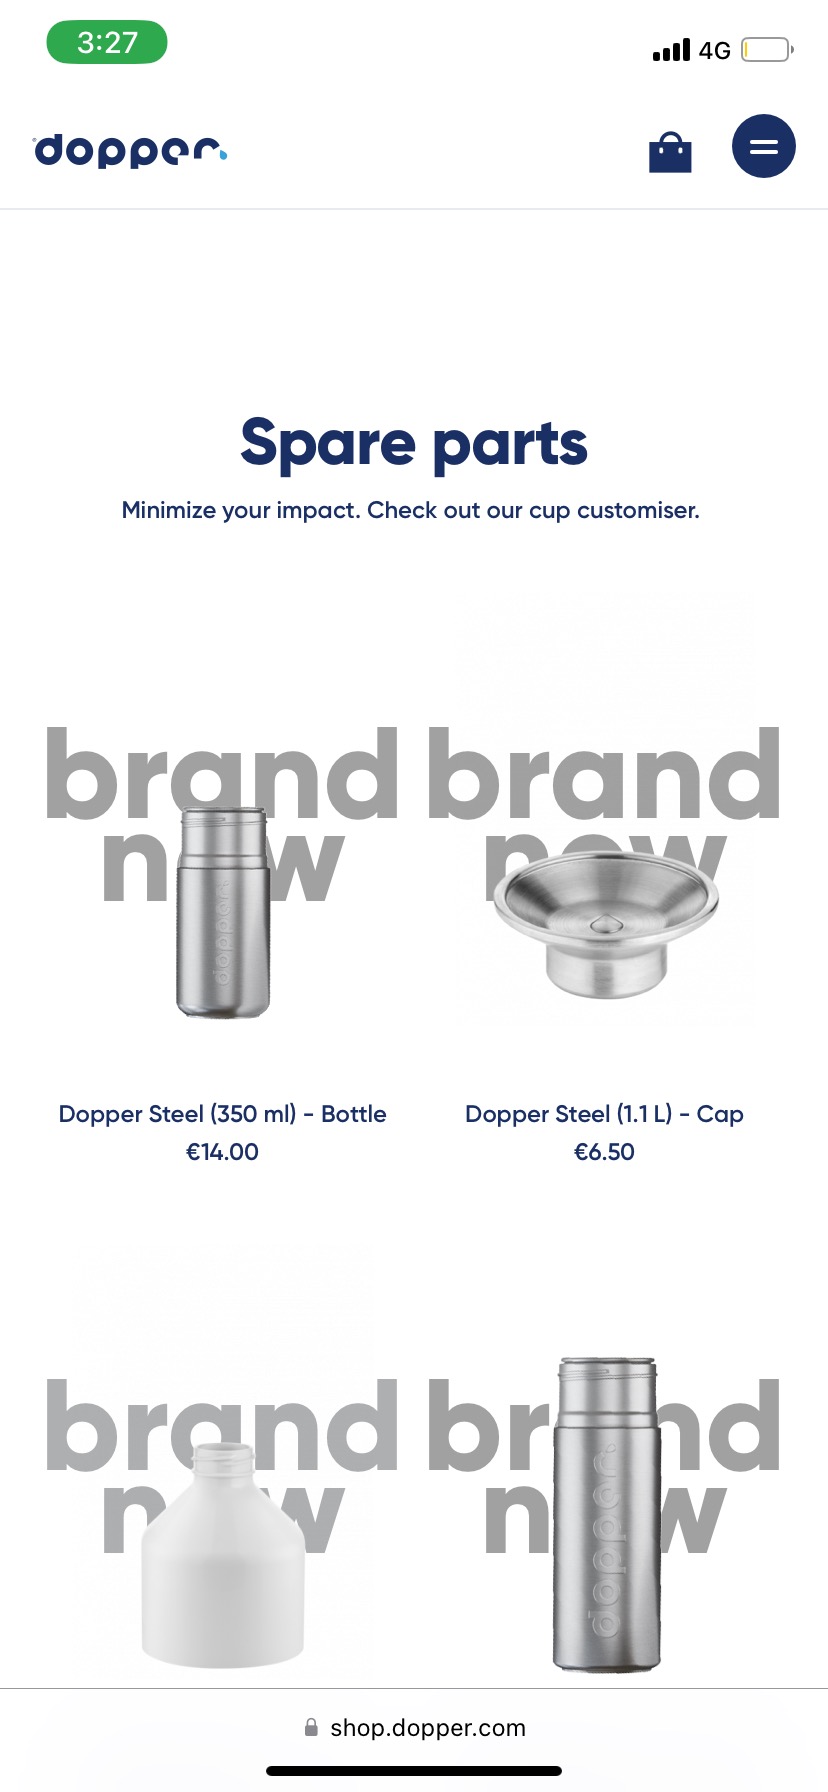 3:27
4G
dopper
Spare parts
Minimize your impact. Check out our cup customiser.
brand brand
new new
dopper
Dopper Steel (350 ml) - Bottle
€14.00
Dopper Steel (1.1 L) - Cap
€6.50
brand brand
new new
dopper
shop.dopper.com